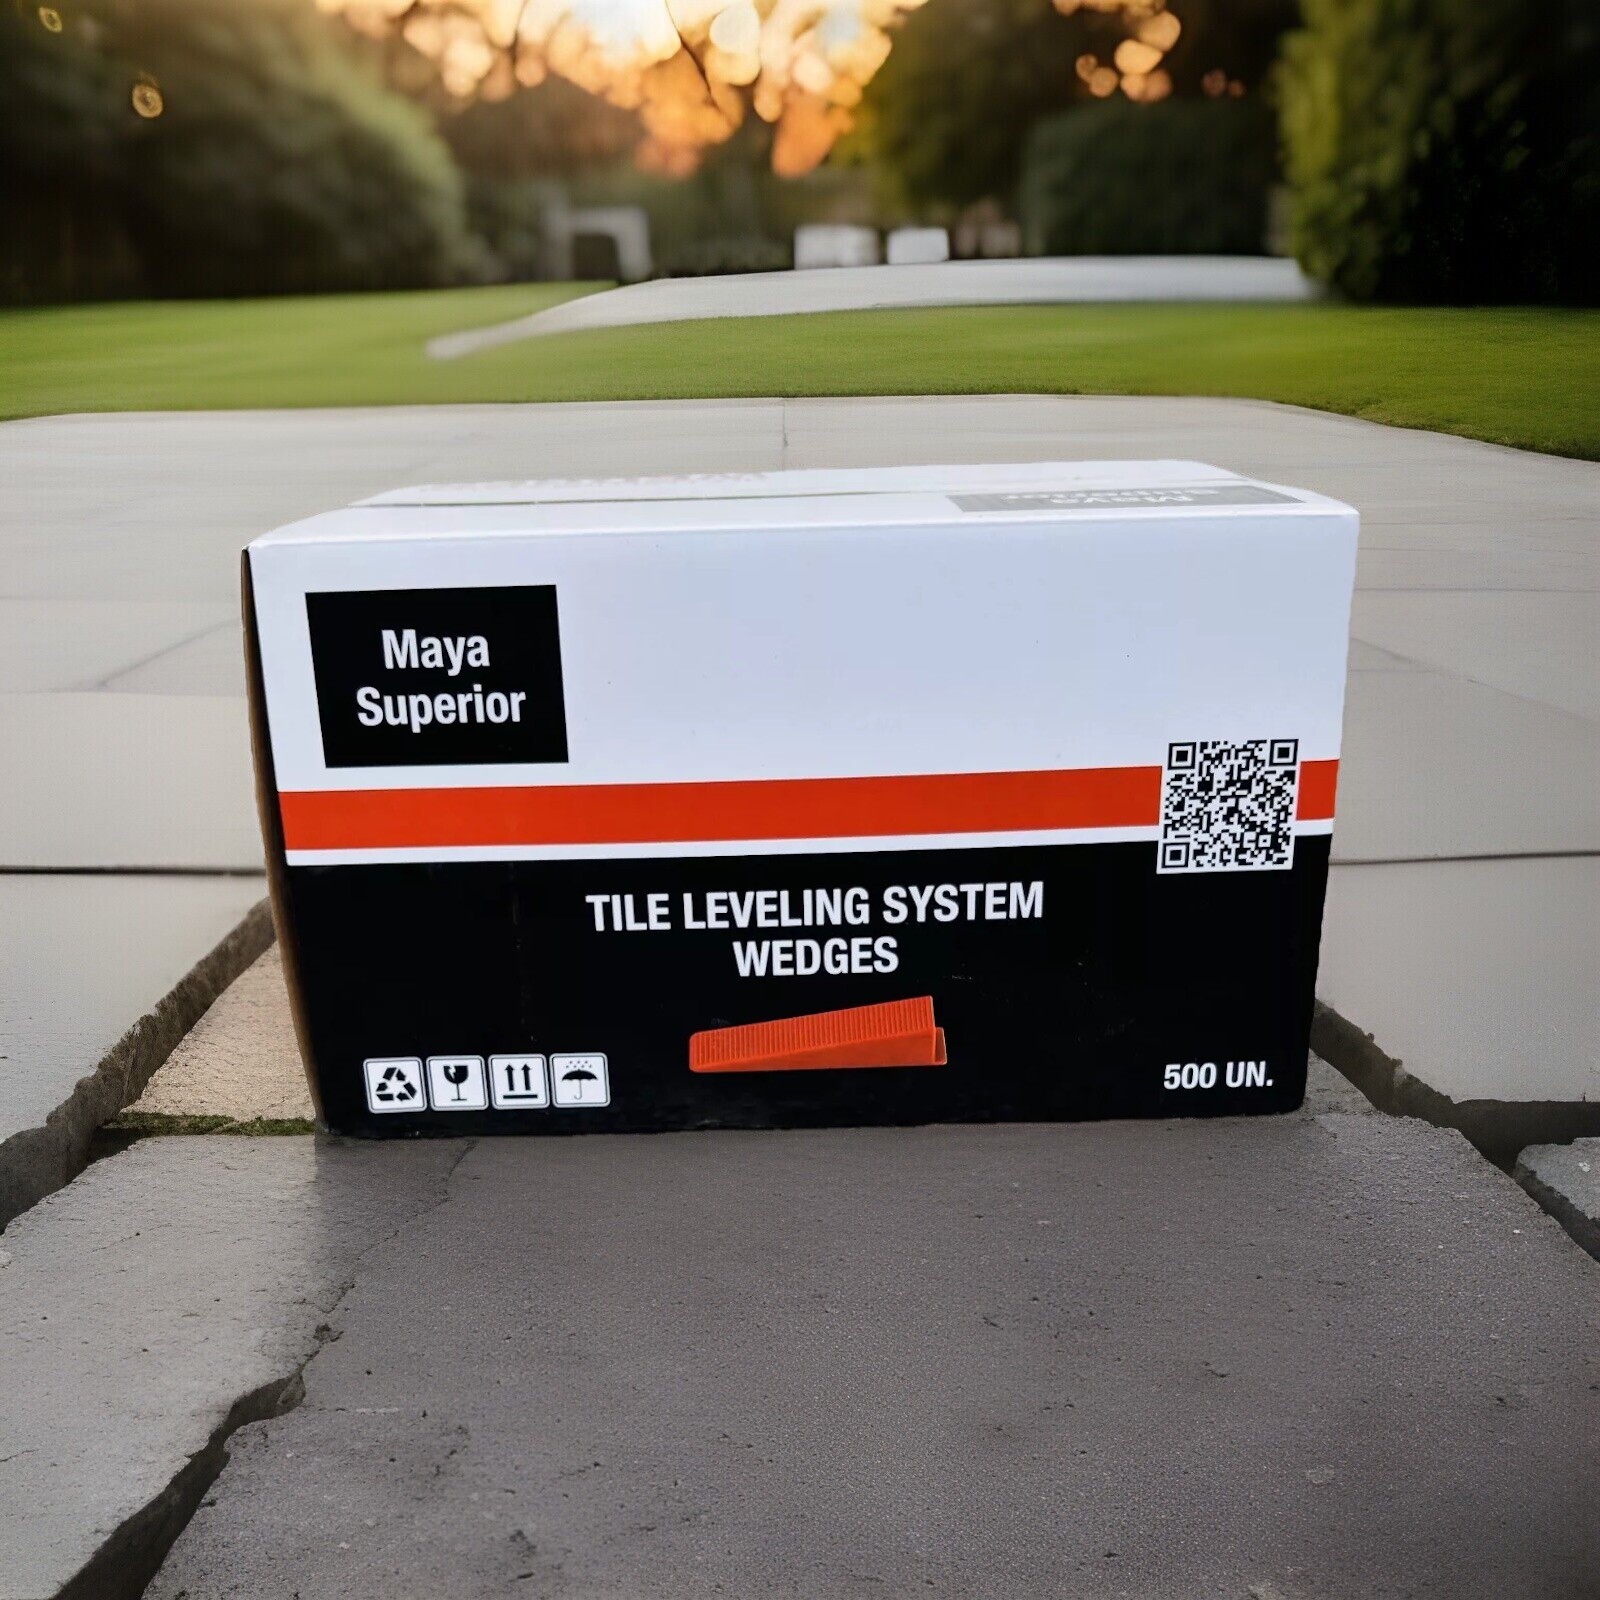 Maya
Superior
TILE LEVELING SYSTEM
WEDGES
500 UN.